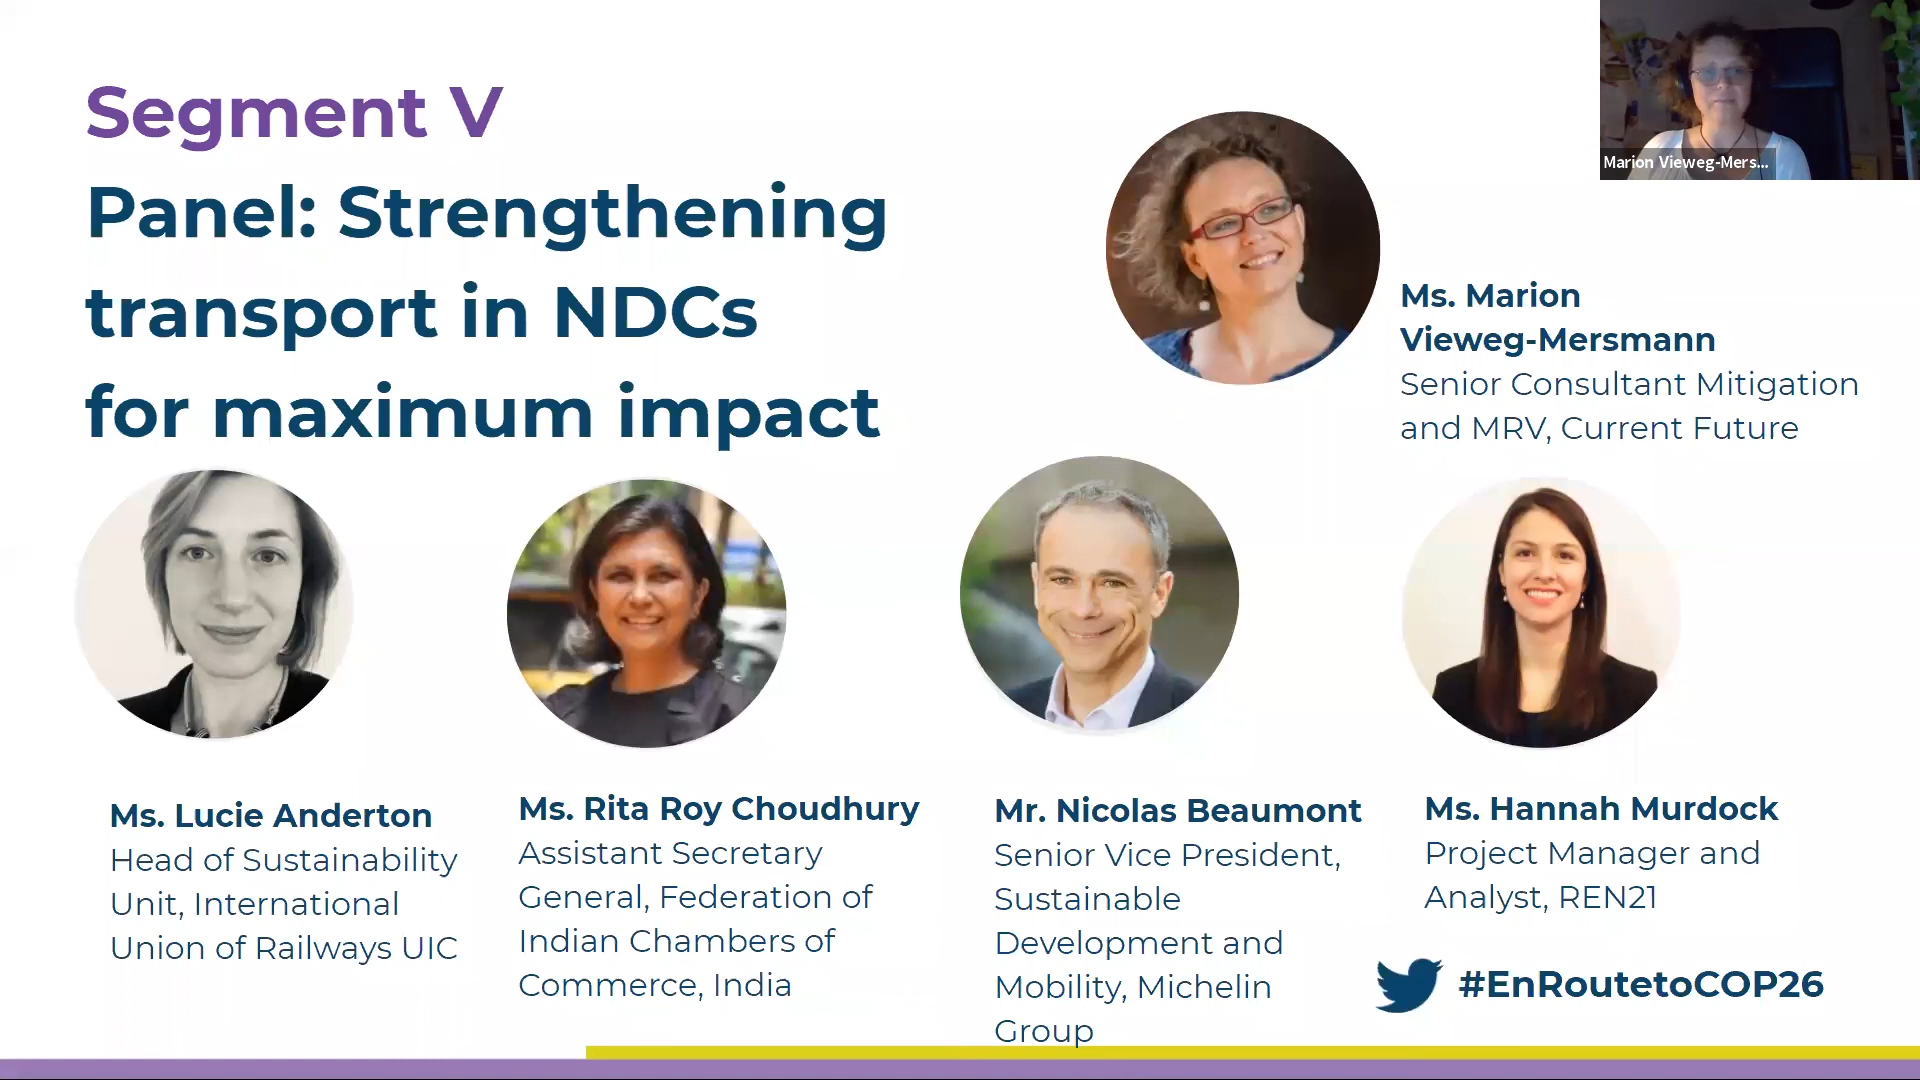 Segment V
Panel: Strengthening
transport in NDCs
for maximum impact
Marion Vieweg-Mers...
Ms. Marion
Vieweg-Mersmann
Senior Consultant Mitigation
and MRV, Current Future
Ms. Lucie Anderton
Head of Sustainability
Unit, International
Union of Railways UIC
Ms. Rita Roy Choudhury
Assistant Secretary
General, Federation of
Indian Chambers of
Commerce, India
Mr. Nicolas Beaumont
Senior Vice President,
Sustainable
Development and
Mobility, Michelin
Group
Ms. Hannah Murdock
Project Manager and
Analyst, REN21
#EnRoutetoCOP26